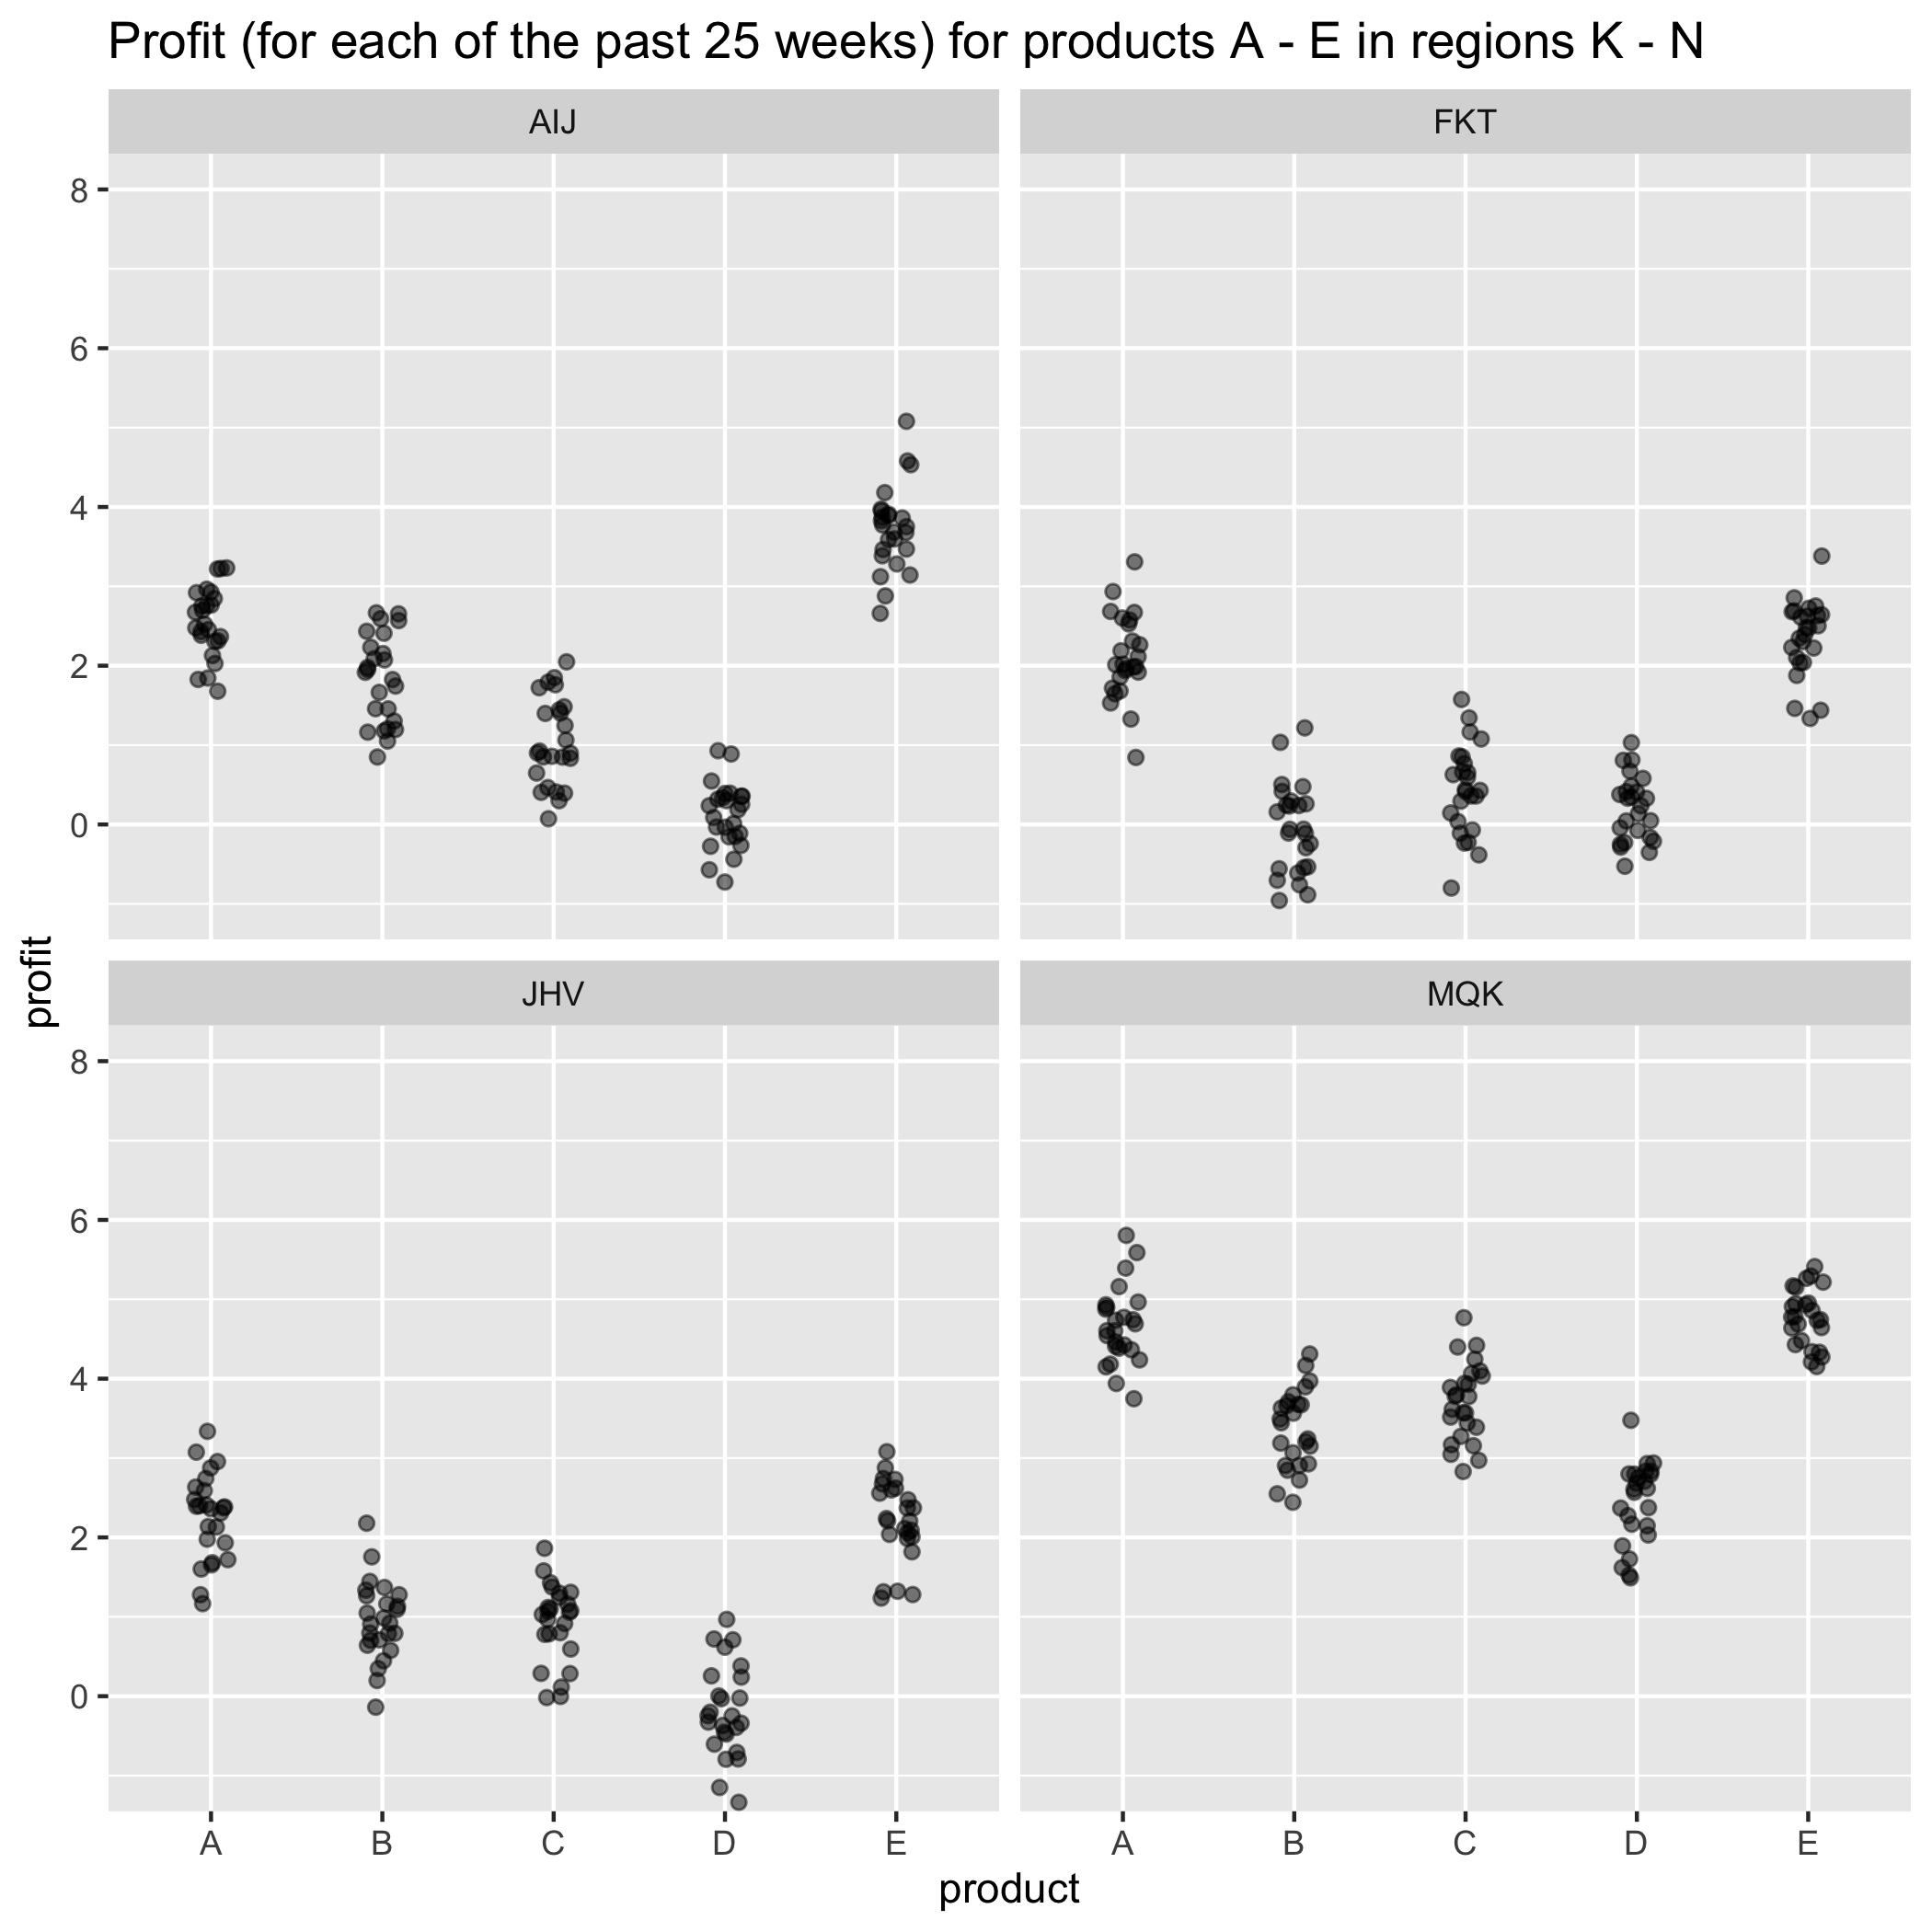 Profit (for each of the past 25 weeks) for products A - E in regions K - N
AIJ
FKT
8
6
4
2
0
profit
JHV
MQK
8
6
4
2
0
A B C D E
A B C D E
product